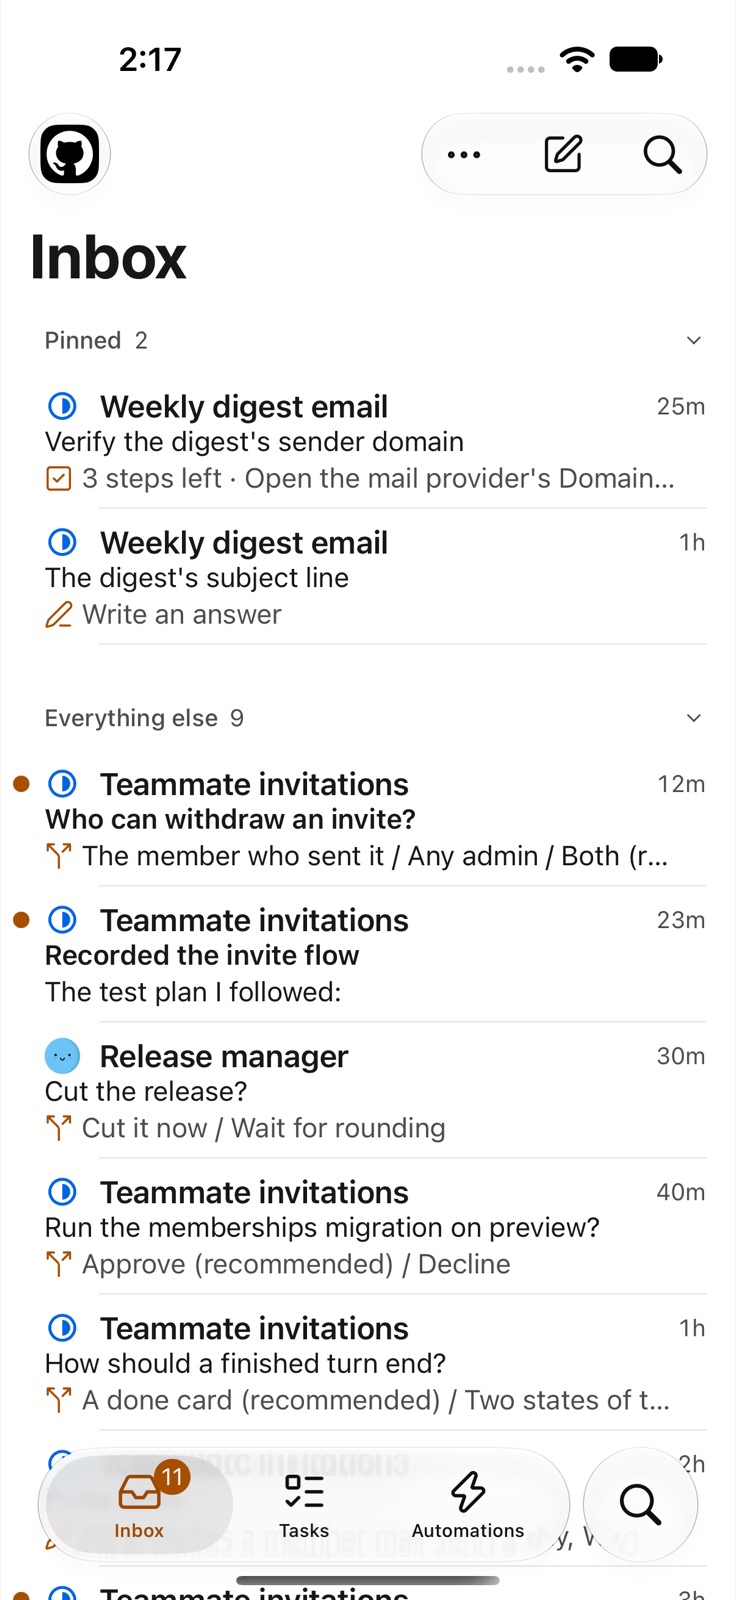 2:17
Inbox
Pinned 2
Weekly digest email 25m
Verify the digest's sender domain
3 steps left · Open the mail provider's Domain...
Weekly digest email 1h
The digest's subject line
Write an answer
Everything else 9
Teammate invitations 12m
Who can withdraw an invite?
The member who sent it / Any admin / Both (r...
Teammate invitations 23m
Recorded the invite flow
The test plan I followed:
Release manager 30m
Cut the release?
Cut it now / Wait for rounding
Teammate invitations 40m
Run the memberships migration on preview?
Approve (recommended) / Decline
Teammate invitations 1h
How should a finished turn end?
A done card (recommended) / Two states of t...
2h
11
Inbox Tasks Automations
Teammate invitations 3h